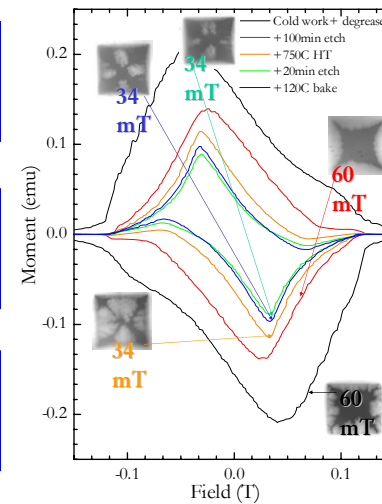 0.2
0.1
0.0
-0.1
-0.2
Moment (emu)
Cold work+ degrease
+100min etch
+750C HT
+20min etch
+120C bake
34
mT
34
mT
60
mT
34
mT
60
mT
-0.1
0.0
0.1
Field (T)